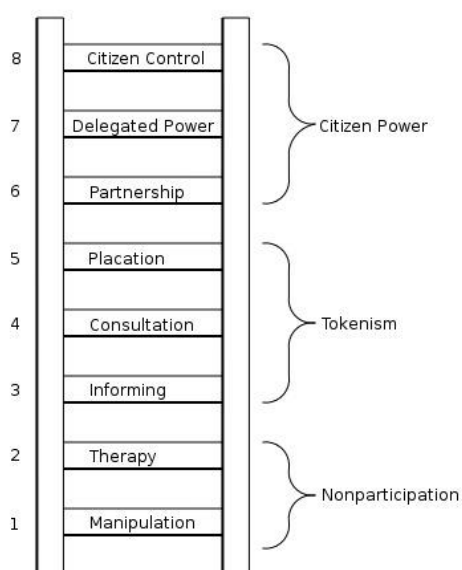 8 Citizen Control
7 Delegated Power
Citizen Power
6 Partnership
5 Placation
4 Consultation
Tokenism
3 Informing
2 Therapy
Nonparticipation
1 Manipulation